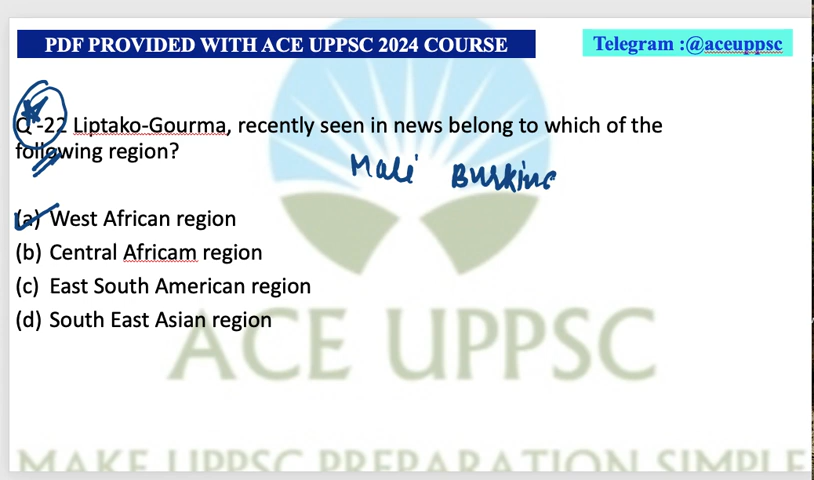 PDF PROVIDED WITH ACE UPPSC 2024 COURSE
Telegram :@aceuppsc
Q -22 Liptako-Gourma, recently seen in news belong to which of the
following region?
Mali Burkina
(a) West African region
(b) Central Africam region
(c) East South American region
(d) South East Asian region
ACE UPPSC
MAKE UPPSC PREPARATION SIMPLE